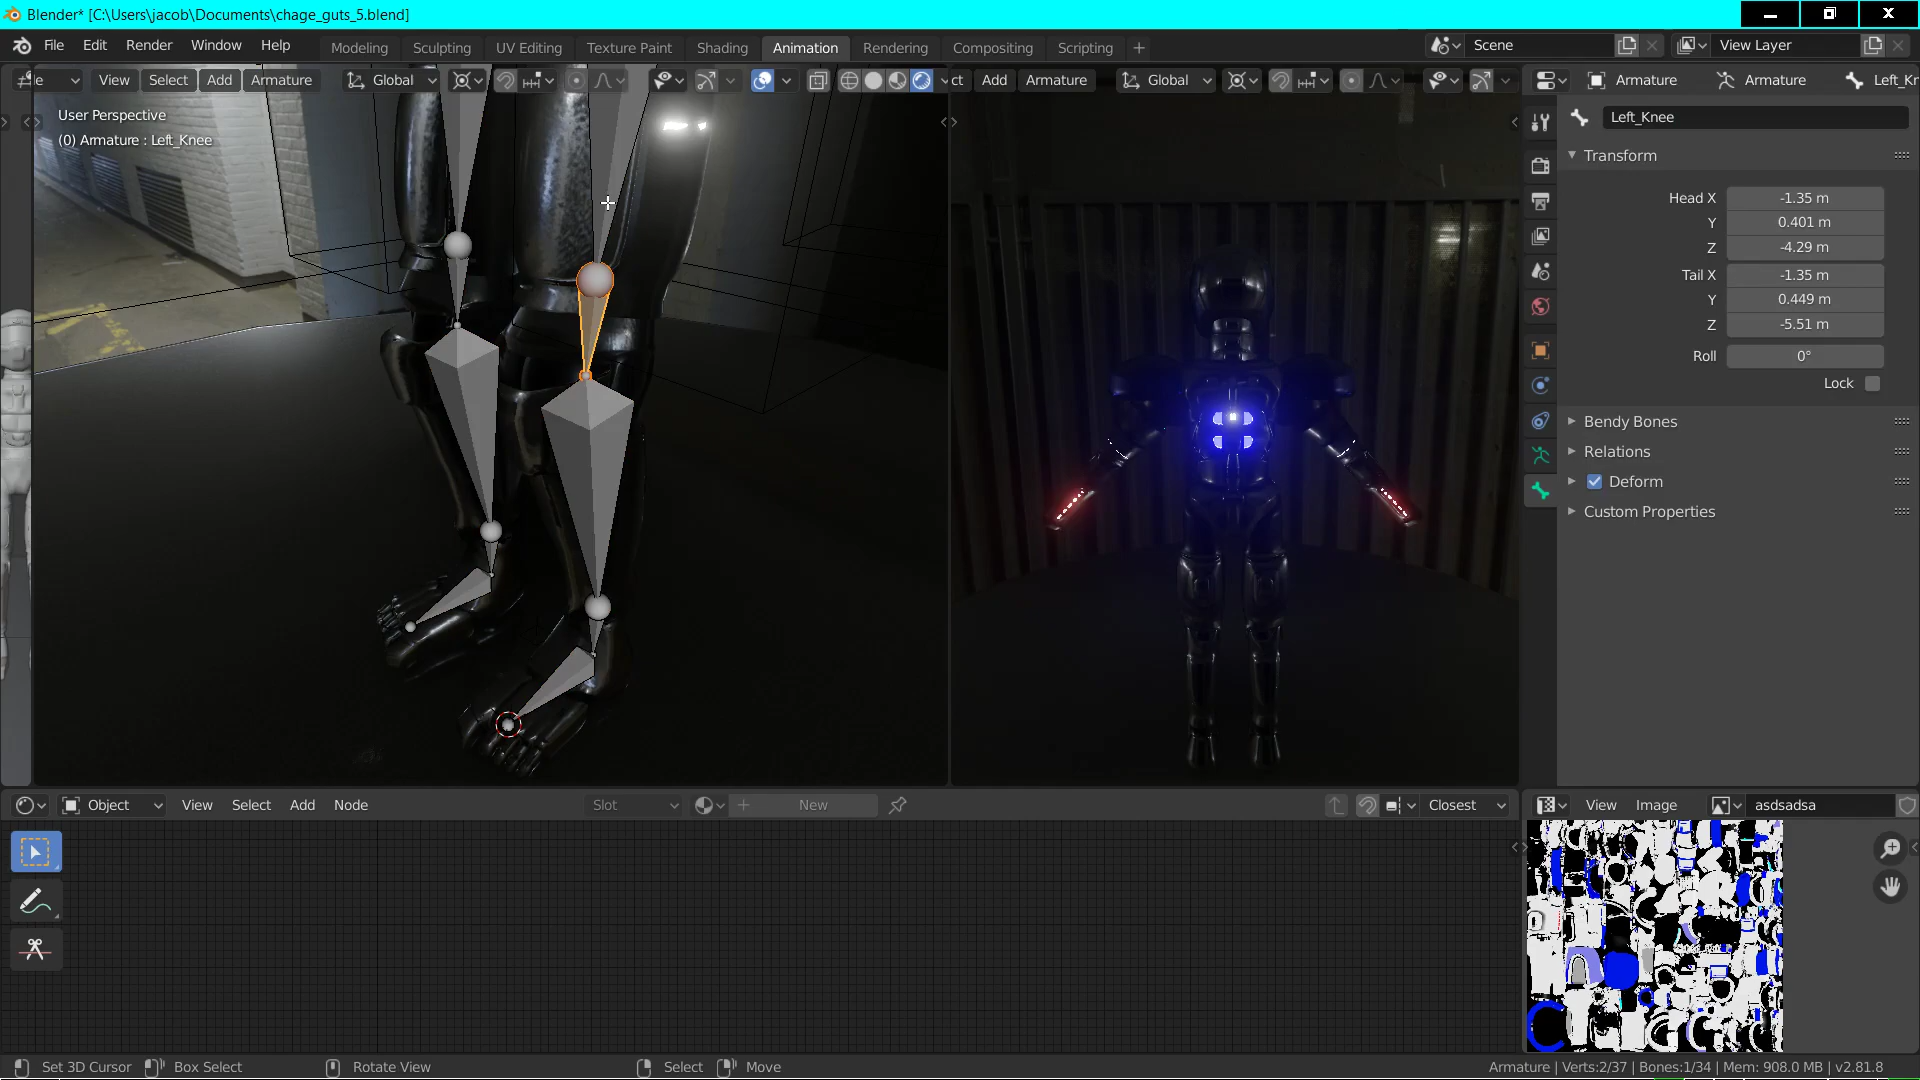 Blender* [C:\Users\jacob\Documents\chage_guts_5.blend]
File Edit Render Window Help Modeling Sculpting UV Editing Texture Paint Shading Animation Rendering Compositing Scripting + Scene View Layer
e View Select Add Armature Global ct Add Armature Global Armature Armature Left_Kr
User Perspective
(0) Armature : Left_Knee
Left_Knee
Transform
Head X -1.35 m
Y 0.401 m
Z -4.29 m
Tail X -1.35 m
Y 0.449 m
Z -5.51 m
Roll 0°
Lock
Bendy Bones
Relations
Deform
Custom Properties
Object View Select Add Node Slot New Closest View Image asdsadsa
Set 3D Cursor Box Select Rotate View Select Move Armature | Verts:2/37 | Bones:1/34 | Mem: 908.0 MB | v2.81.8